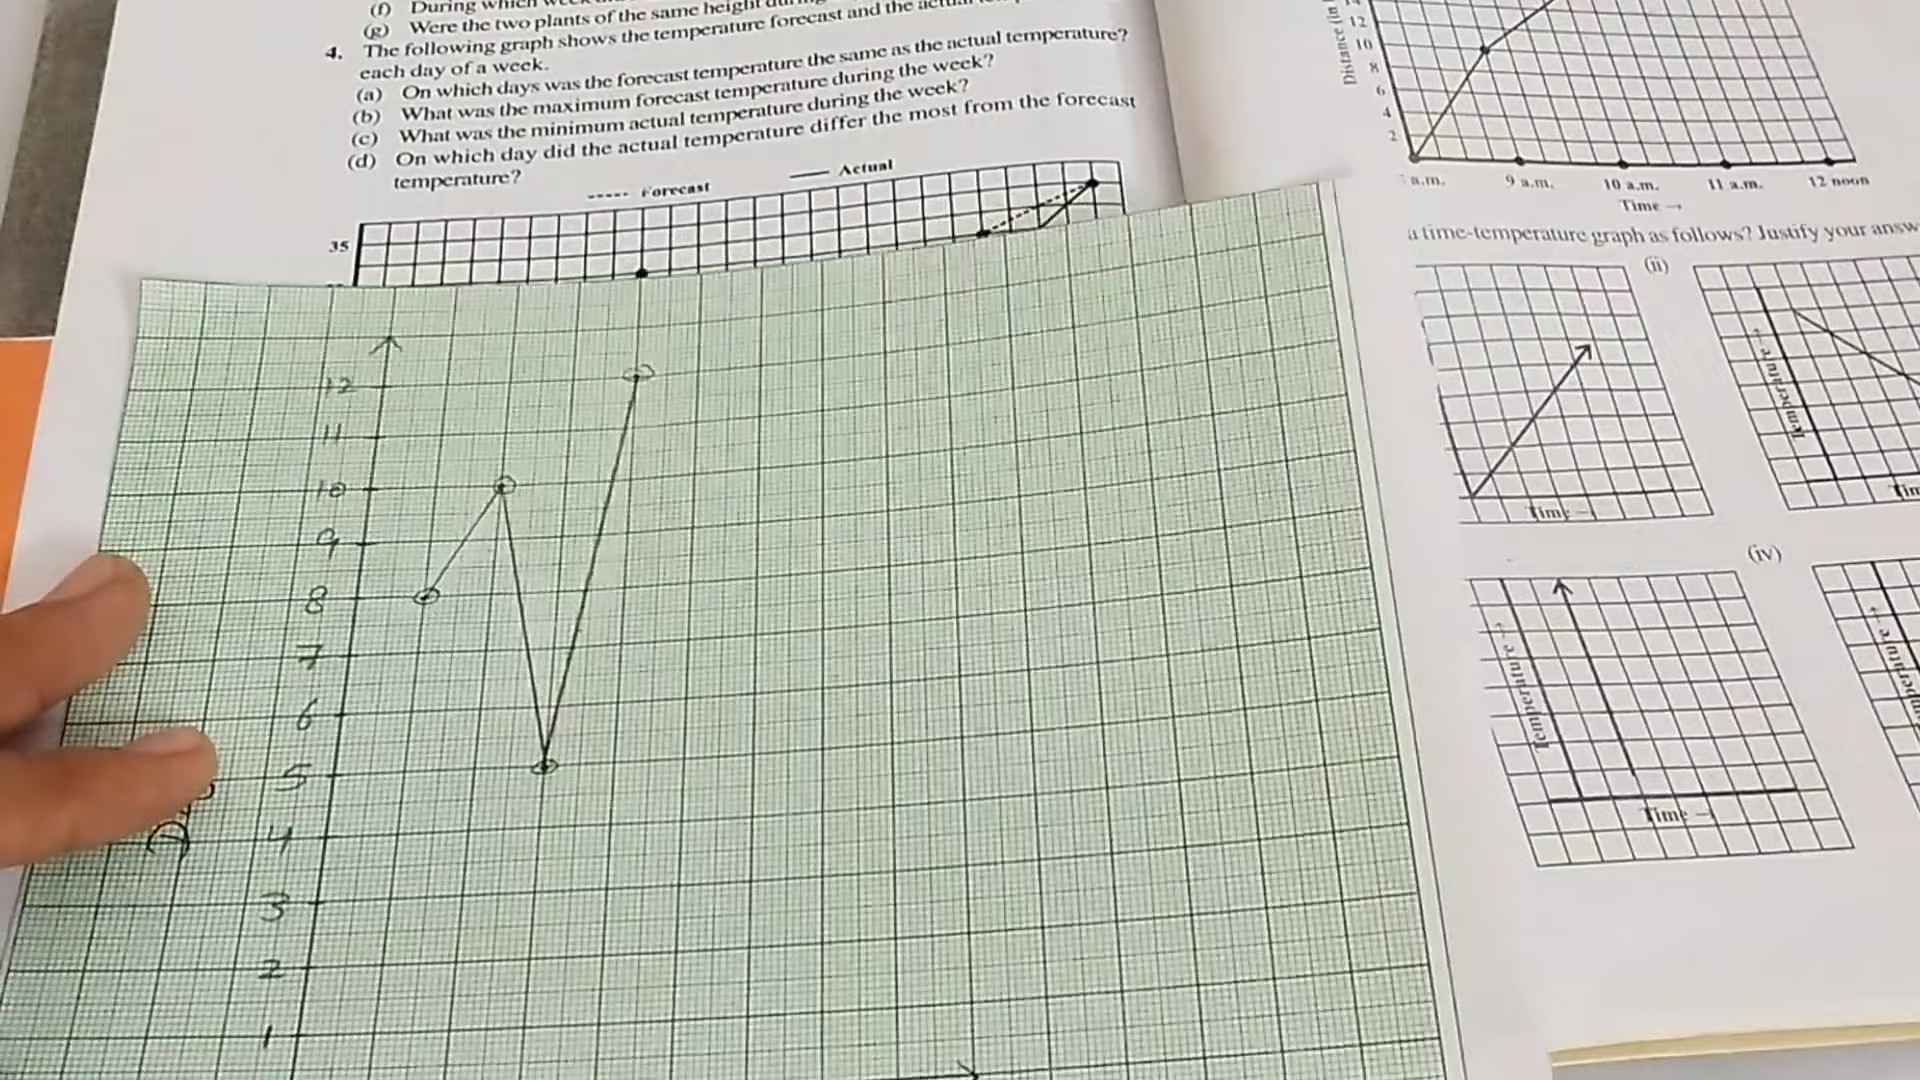 (f) During which
(g) Were the two plants of the same height
4. The following graph shows the temperature forecast and the
each day of a week.
(a) On which days was the forecast temperature the same as the actual temperature?
(b) What was the maximum forecast temperature during the week?
(c) What was the minimum actual temperature during the week?
(d) On which day did the actual temperature differ the most from the forecast
temperature?
Forecast
Actual
35
12
11
10
9
8
7
6
5
4
3
2
1
Distance (in
12
10
8
6
4
2
a.m.
9 a.m.
10 a.m.
11 a.m.
12 noon
Time →
a time-temperature graph as follows? Justify your
(ii)
Time
Temperature →
(iv)
Temperature →
Time →